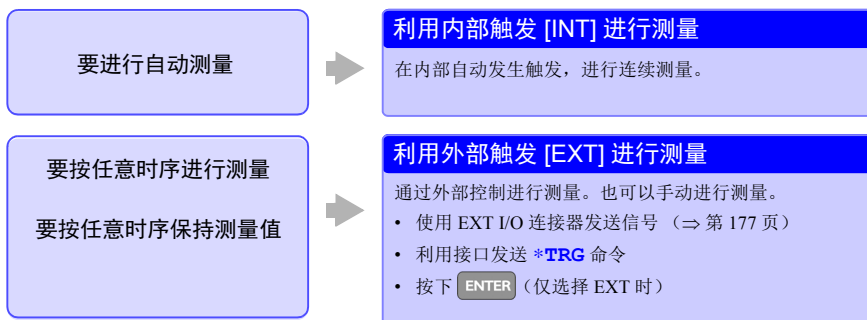 要进行自动测量
利用内部触发 [INT] 进行测量
在内部自动发生触发，进行连续测量。
要按任意时序进行测量
要按任意时序保持测量值
利用外部触发 [EXT] 进行测量
通过外部控制进行测量。也可以手动进行测量。
• 使用 EXT I/O 连接器发送信号 （⇒ 第 177 页）
• 利用接口发送 *TRG 命令
• 按下 ENTER（仅选择 EXT 时）